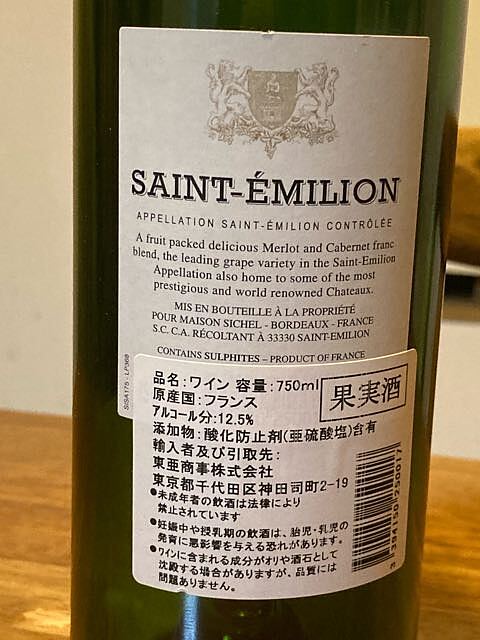 SAINT-ÉMILION
APPELLATION SAINT-ÉMILION CONTRÔLÉE
A fruit packed delicious Merlot and Cabernet franc
blend, the leading grape variety in the Saint-Emilion
Appellation also home to some of the most
prestigious and world renowned Chateaux.
MIS EN BOUTEILLE À LA PROPRIÉTÉ
POUR MAISON SICHEL - BORDEAUX - FRANCE
S.C. C.A. RÉCOLTANT À 33330 SAINT-EMILION
CONTAINS SULPHITES – PRODUCT OF FRANCE
SISA175 - LP068
品名:ワイン 容量:750ml
果実酒
原産国:フランス
アルコール分:12.5%
添加物:酸化防止剤(亜硫酸塩)含有
輸入者及び引取先:
東亜商事株式会社
東京都千代田区神田司町2-19
●未成年者の飲酒は法律により
禁止されています
●妊娠中や授乳期の飲酒は、胎児・乳児の
発育に悪影響を与える恐れがあります。
●ワインに含まれる成分がオリや酒石として
沈殿する場合がありますが、品質には
問題ありません。
3 394150 250017